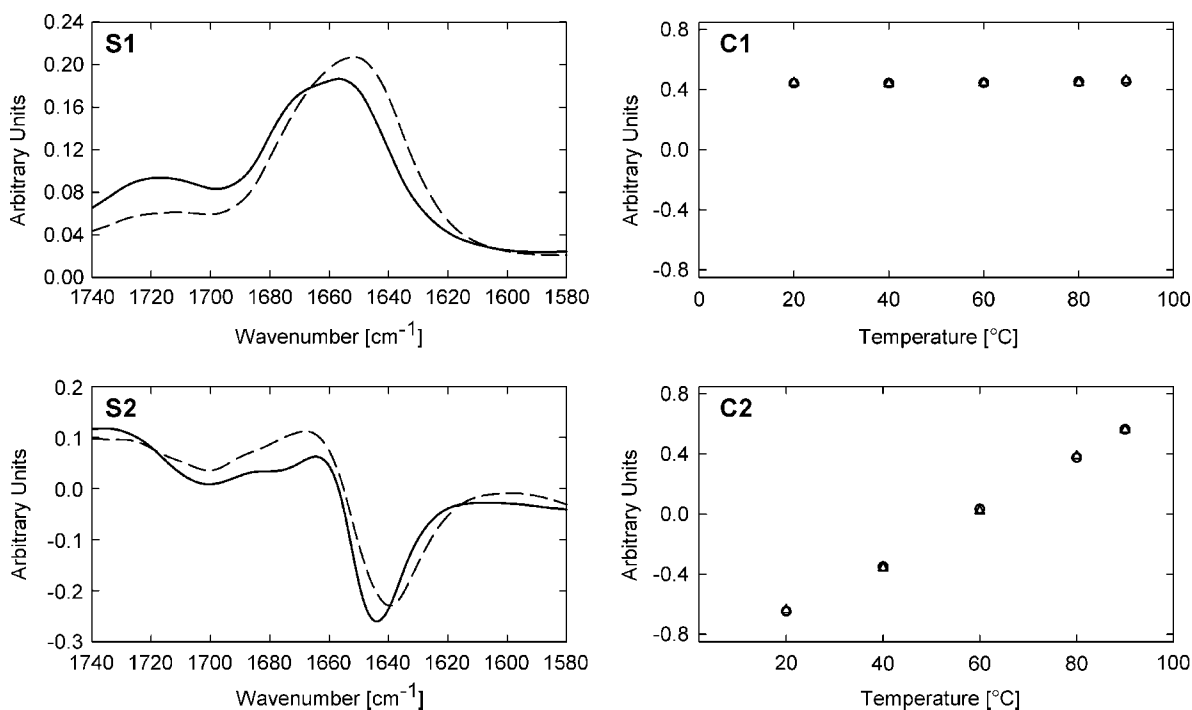 S1
Arbitrary Units
0.24
0.20
0.16
0.12
0.08
0.04
0.00
1740 1720 1700 1680 1660 1640 1620 1600 1580
Wavenumber [cm⁻¹]
C1
Arbitrary Units
0.8
0.4
0.0
-0.4
-0.8
0 20 40 60 80 100
Temperature [°C]
S2
Arbitrary Units
0.2
0.1
0.0
-0.1
-0.2
-0.3
1740 1720 1700 1680 1660 1640 1620 1600 1580
Wavenumber [cm⁻¹]
C2
Arbitrary Units
0.8
0.4
0.0
-0.4
-0.8
20 40 60 80 100
Temperature [°C]